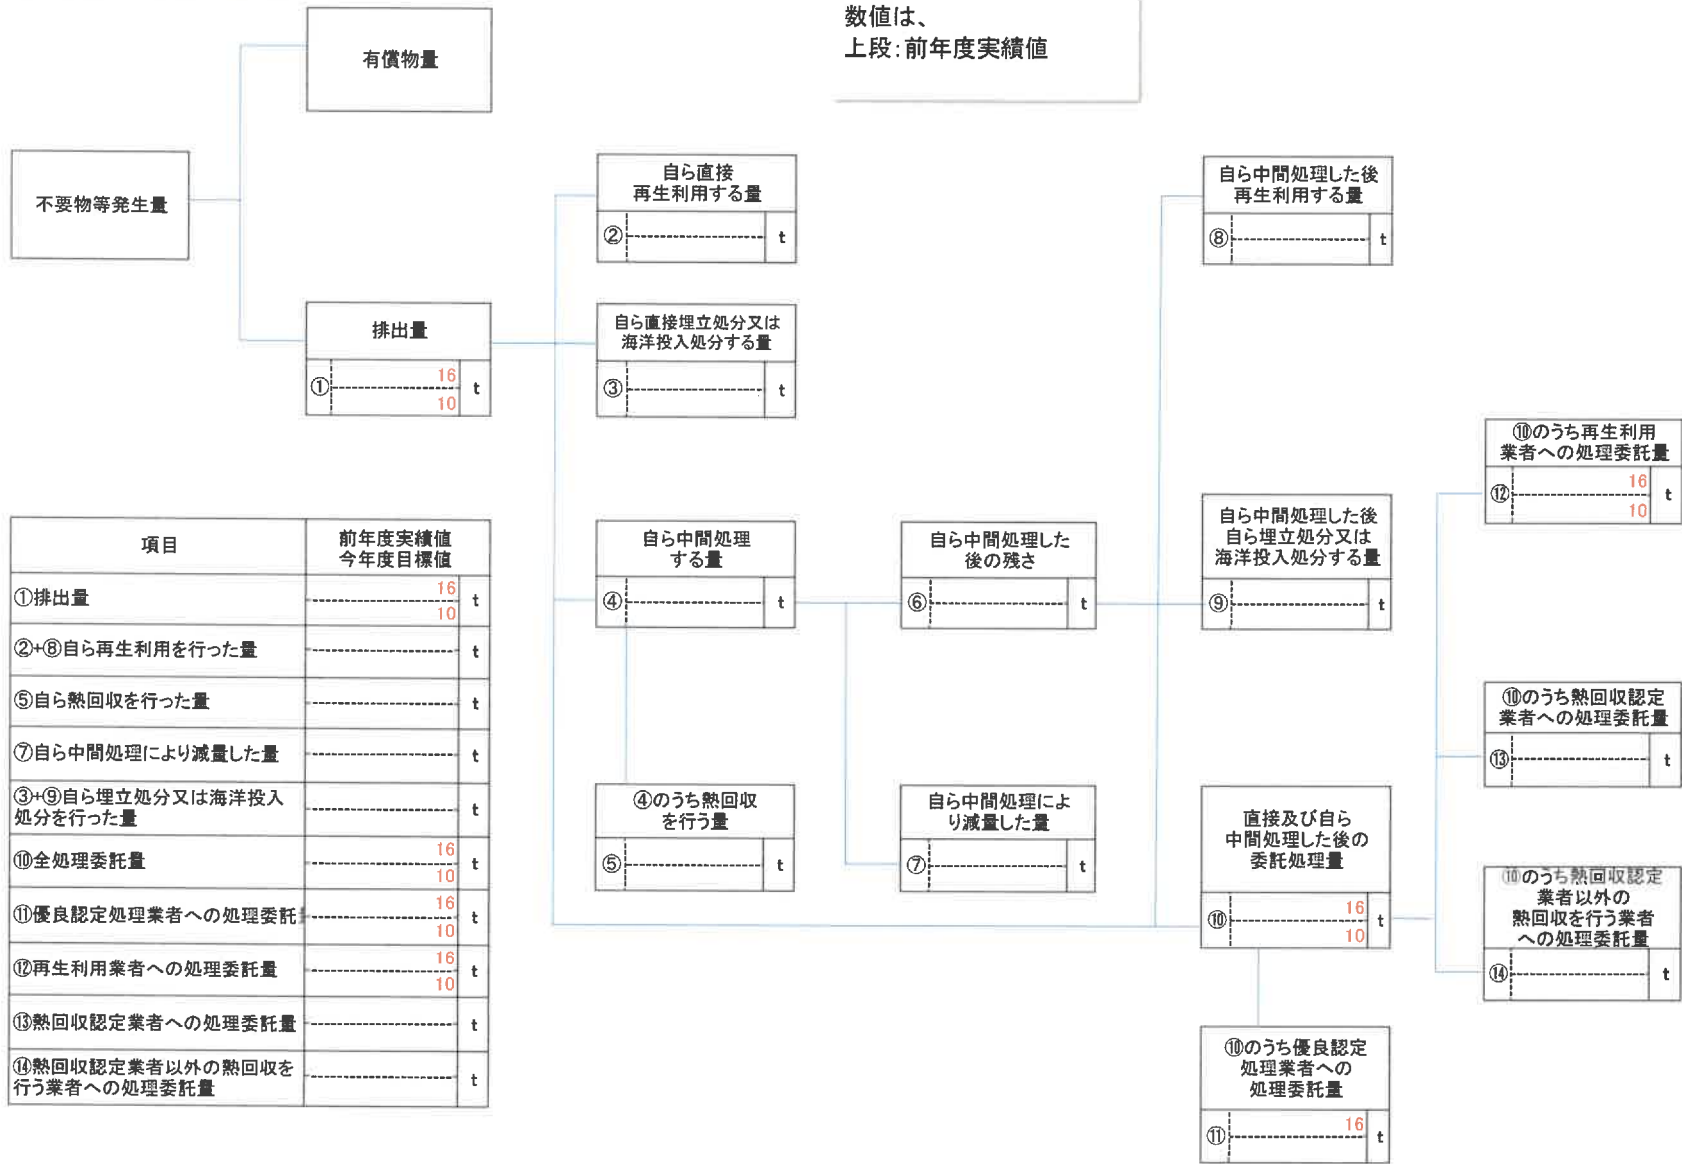 数値は、
上段：前年度実績値
有償物量
不要物等発生量
排出量
① 16 t
10
自ら直接
再生利用する量
② t
自ら直接埋立処分又は
海洋投入処分する量
③ t
自ら中間処理
する量
④ t
④のうち熱回収
を行う量
⑤ t
自ら中間処理した
後の残さ
⑥ t
自ら中間処理によ
り減量した量
⑦ t
自ら中間処理した後
再生利用する量
⑧ t
自ら中間処理した後
自ら埋立処分又は
海洋投入処分する量
⑨ t
直接及び自ら
中間処理した後の
委託処理量
⑩ 16 t
10
⑩のうち優良認定
処理業者への
処理委託量
⑪ 16 t
⑩のうち再生利用
業者への処理委託量
⑫ 16 t
10
⑩のうち熱回収認定
業者への処理委託量
⑬ t
⑩のうち熱回収認定
業者以外の
熱回収を行う業者
への処理委託量
⑭ t
項目 前年度実績値
今年度目標値
①排出量 16 t
10
②+⑧自ら再生利用を行った量 t
⑤自ら熱回収を行った量 t
⑦自ら中間処理により減量した量 t
③+⑨自ら埋立処分又は海洋投入
処分を行った量 t
⑩全処理委託量 16 t
10
⑪優良認定処理業者への処理委託 16 t
10
⑫再生利用業者への処理委託量 16 t
10
⑬熱回収認定業者への処理委託量 t
⑭熱回収認定業者以外の熱回収を
行う業者への処理委託量 t